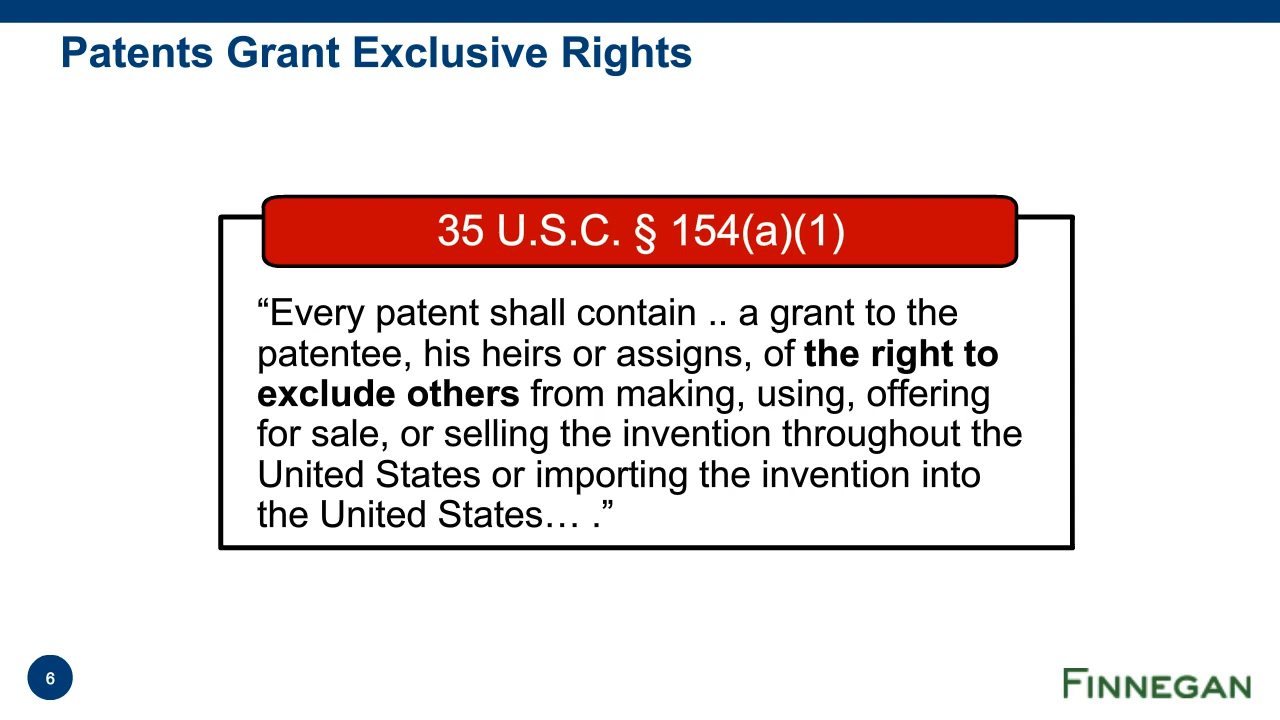 Patents Grant Exclusive Rights
35 U.S.C. § 154(a)(1)
“Every patent shall contain .. a grant to the
patentee, his heirs or assigns, of the right to
exclude others from making, using, offering
for sale, or selling the invention throughout the
United States or importing the invention into
the United States… .”
6
FINNEGAN